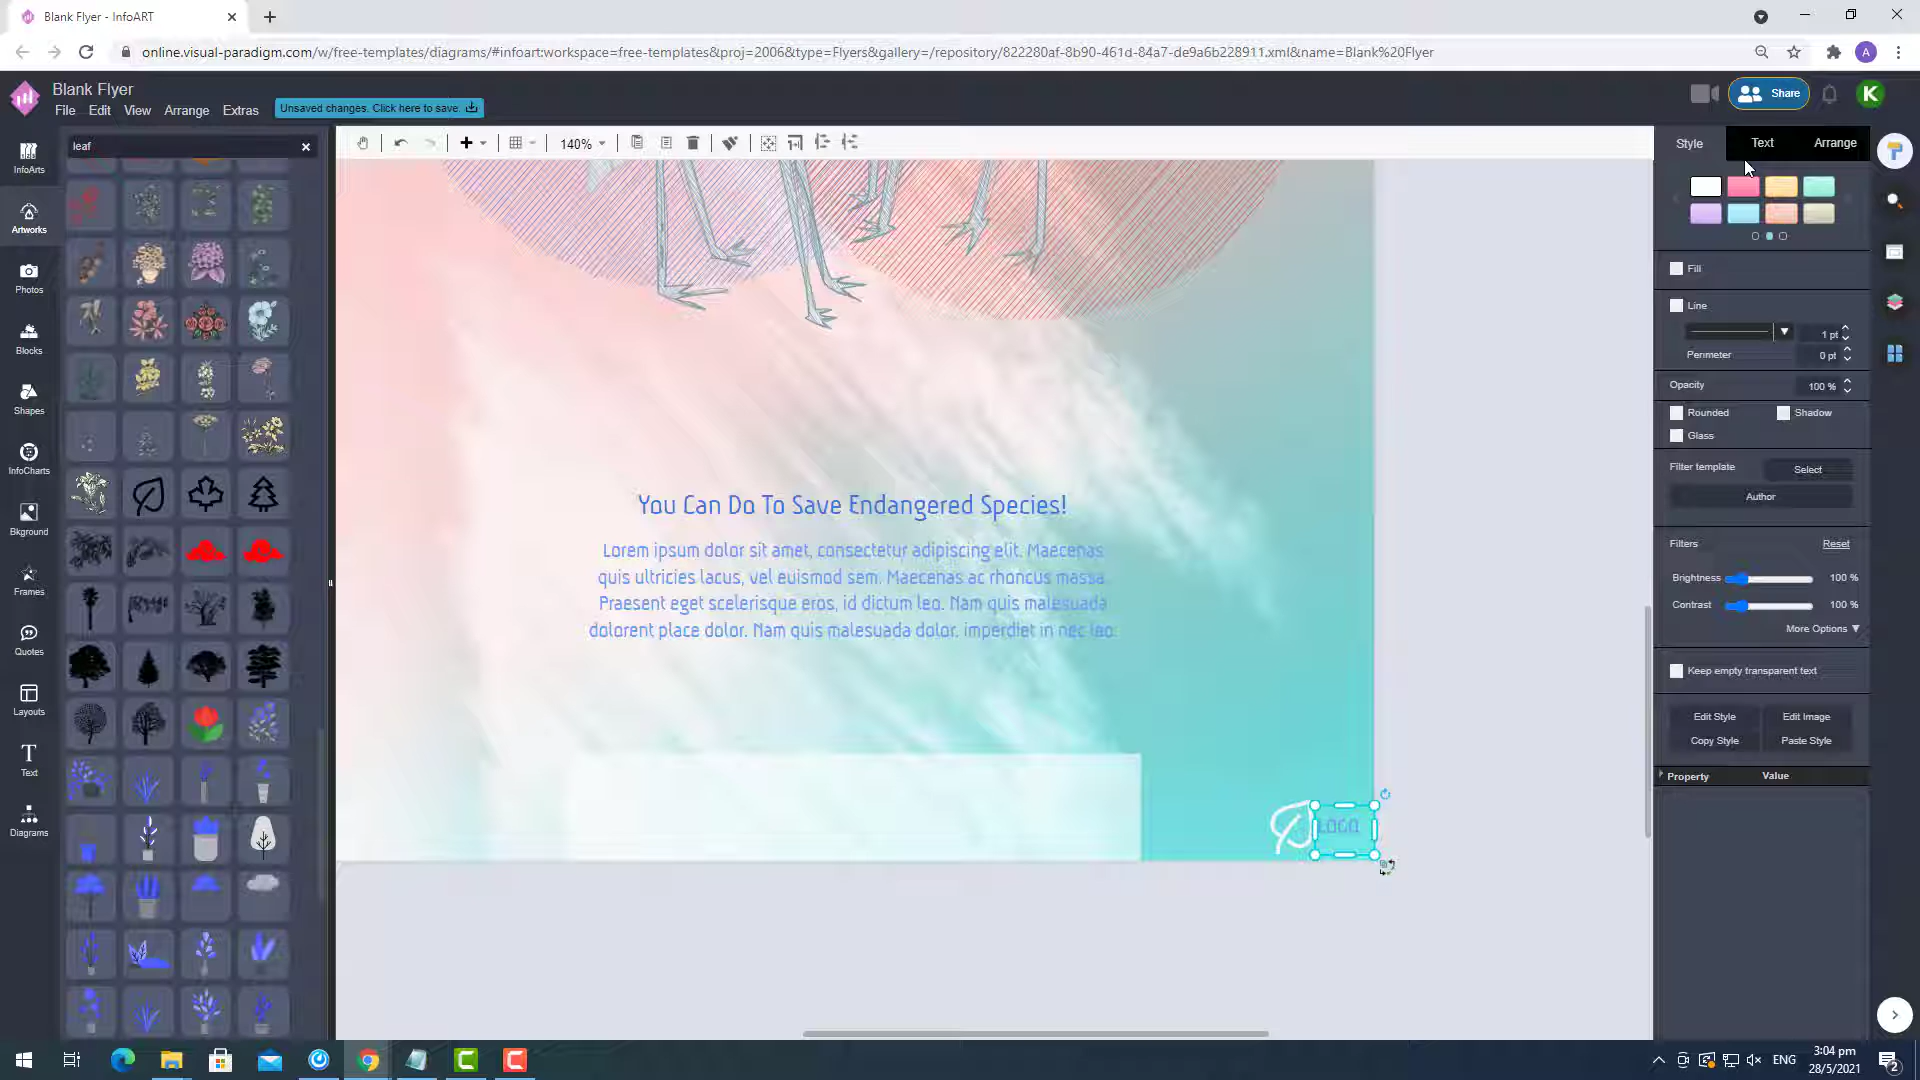 Blank Flyer - InfoART
online.visual-paradigm.com/w/free-templates/diagrams/#infoart:workspace=free-templates&proj=2006&type=Flyers&gallery=/repository/822280af-8b90-461d-84a7-de9a6b228911.xml&name=Blank%20Flyer
A
Blank Flyer
File Edit View Arrange Extras
Unsaved changes. Click here to save.
Share
K
leaf
140%
InfoArts
Artworks
Photos
Blocks
Shapes
InfoCharts
Bkground
Frames
Quotes
Layouts
Text
Diagrams
You Can Do To Save Endangered Species!
Lorem ipsum dolor sit amet, consectetur adipiscing elit. Maecenas
quis ultricies lacus, vel euismod sem. Maecenas ac rhoncus massa.
Praesent eget scelerisque eros, id dictum leo. Nam quis malesuada
dolorent place dolor. Nam quis malesuada dolor, imperdiet in nec leo.
LOGO
Style Text Arrange
Fill
Line
1 pt
Perimeter 0 pt
Opacity 100 %
Rounded Shadow
Glass
Filter template Select
Author
Filters Reset
Brightness 100 %
Contrast 100 %
More Options
Keep empty transparent text
Edit Style Edit Image
Copy Style Paste Style
Property Value
ENG
3:04 pm
28/5/2021
2